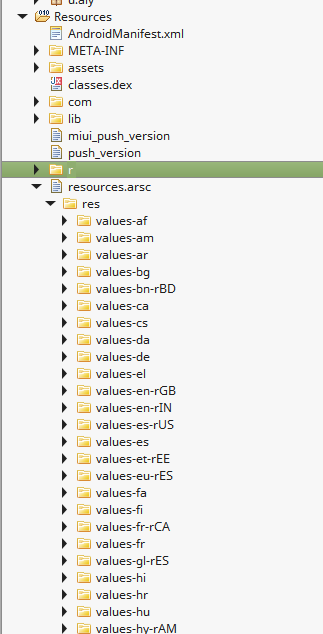 u.aly
Resources
AndroidManifest.xml
META-INF
assets
classes.dex
com
lib
miui_push_version
push_version
r
resources.arsc
res
values-af
values-am
values-ar
values-bg
values-bn-rBD
values-ca
values-cs
values-da
values-de
values-el
values-en-rGB
values-en-rIN
values-es-rUS
values-es
values-et-rEE
values-eu-rES
values-fa
values-fi
values-fr-rCA
values-fr
values-gl-rES
values-hi
values-hr
values-hu
values-hy-rAM